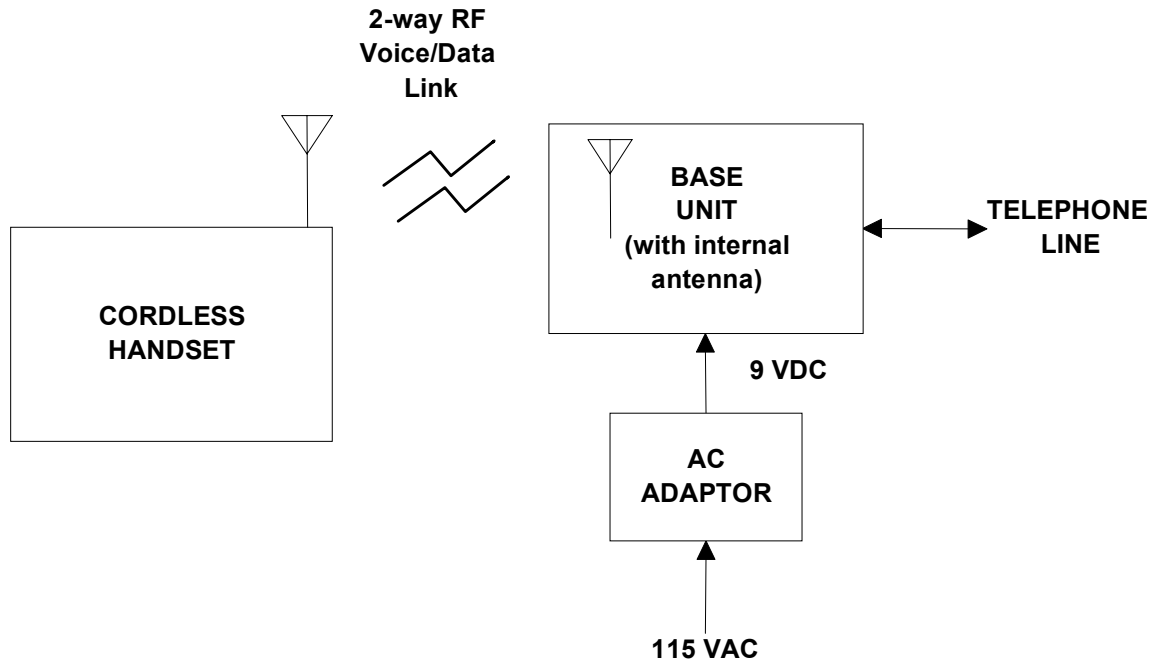 2-way RF
Voice/Data
Link
BASE
UNIT
(with internal
antenna)
TELEPHONE
LINE
CORDLESS
HANDSET
9 VDC
AC
ADAPTOR
115 VAC